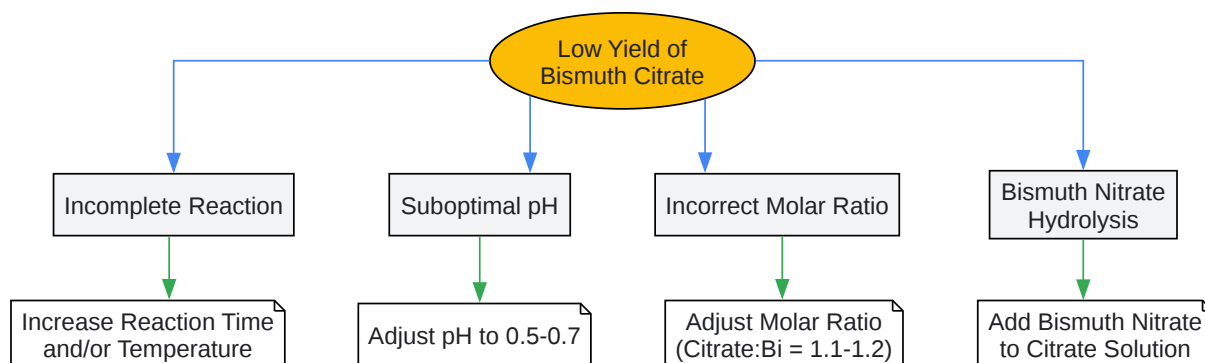 Low Yield of
Bismuth Citrate
Incomplete Reaction
Suboptimal pH
Incorrect Molar Ratio
Bismuth Nitrate
Hydrolysis
Increase Reaction Time
and/or Temperature
Adjust pH to 0.5-0.7
Adjust Molar Ratio
(Citrate:Bi = 1.1-1.2)
Add Bismuth Nitrate
to Citrate Solution